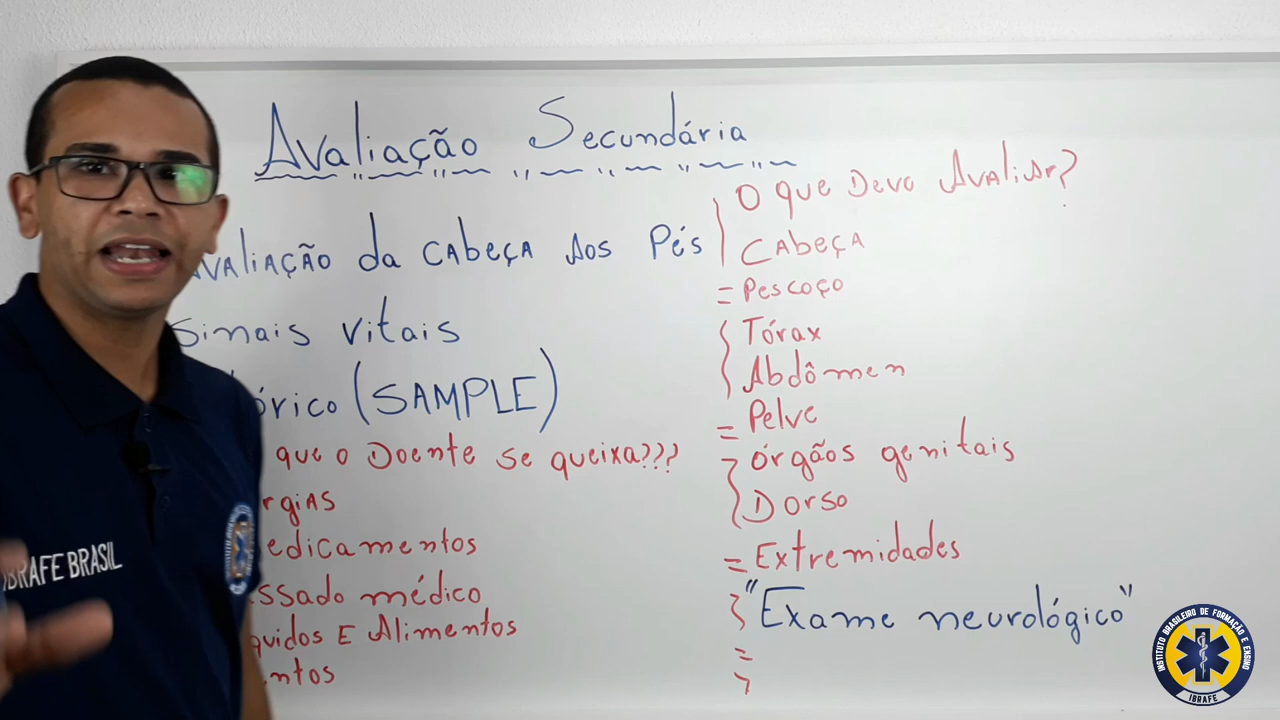 Avaliação Secundária
Avaliação da CAbeÇA Aos Pés
Sinais Vitais
órico (SAMPLE)
que o Doente se queixa???
rgiAS
edicamentos
ssado médico
quidos E Alimentos
ntos
O que Devo AvAliar?
CAbeÇA
= Pescoço
Tórax
Abdômen
= Pelve
órgãos genitais
Dorso
= Extremidades
"Exame neurológico"
=
IBRAFE BRASIL
INSTITUTO BRASILEIRO DE FORMAÇÃO E ENSINO
IBRAFE